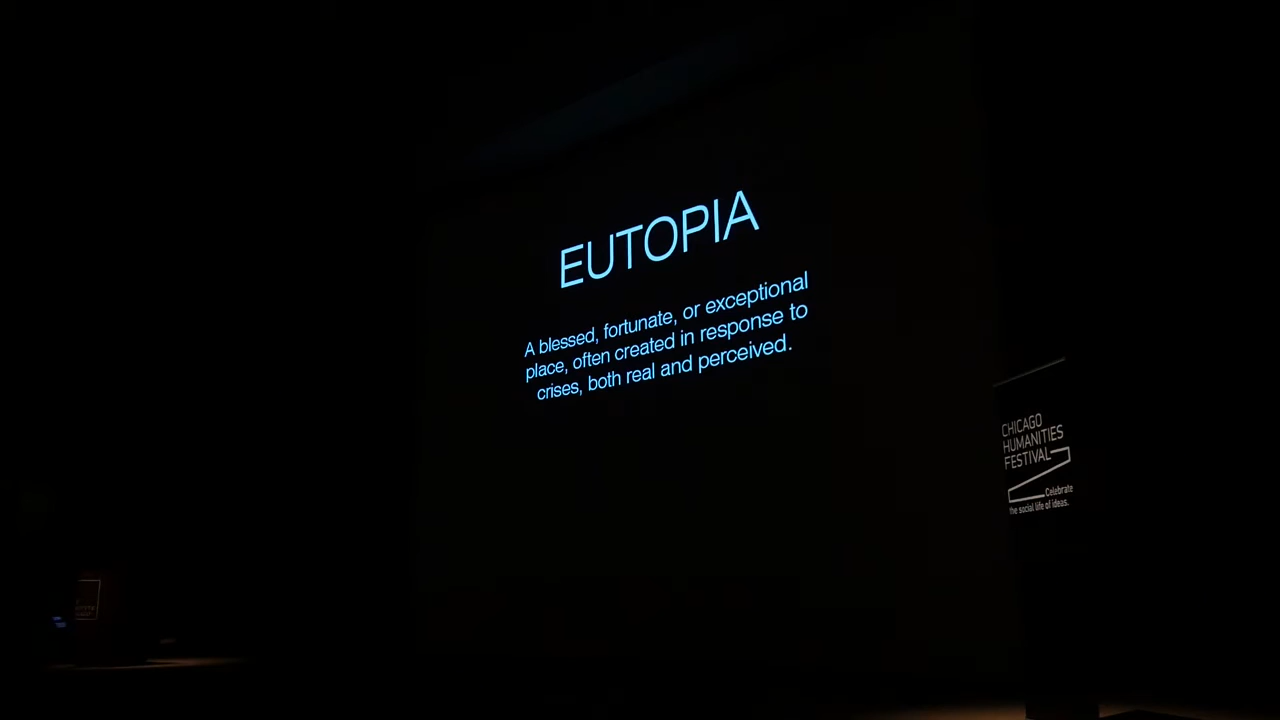 EUTOPIA
A blessed, fortunate, or exceptional
place, often created in response to
crises, both real and perceived.
CHICAGO
HUMANITIES
FESTIVAL
Celebrate
the social life of ideas.